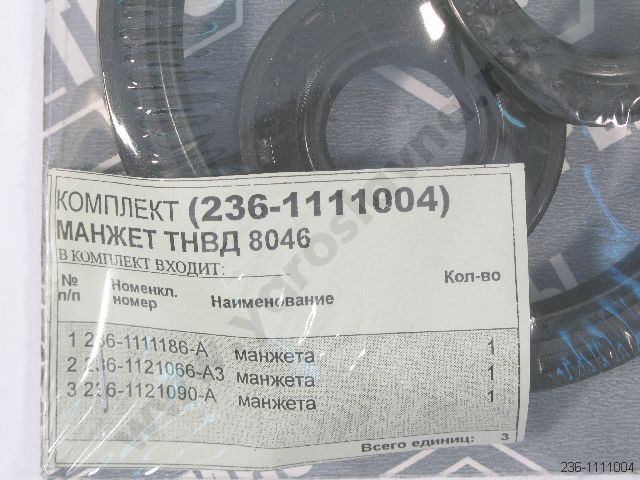 КОМПЛЕКТ (236-1111004)
МАНЖЕТ ТНВД 8046
В КОМПЛЕКТ ВХОДИТ:
№ п/п Номенкл. номер Наименование Кол-во
1 236-1111186-А манжета 1
2 236-1121066-А3 манжета 1
3 236-1121090-А манжета 1
Всего единиц: 3
236-1111004